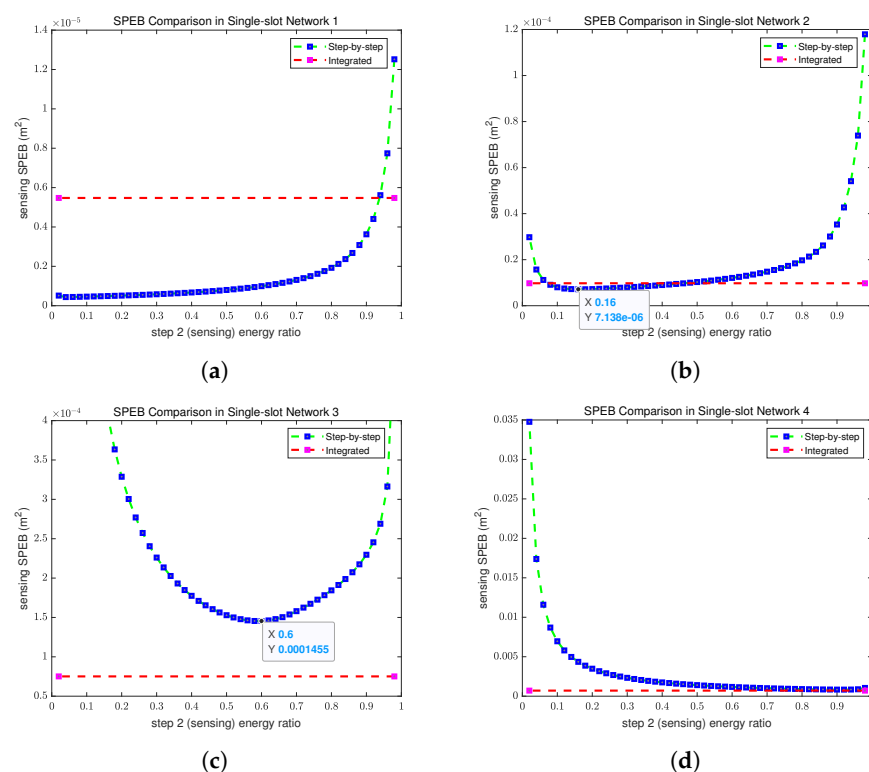 SPEB Comparison in Single-slot Network 1
×10⁻⁵
1.4
1.2
1
0.8
0.6
0.4
0.2
0
sensing SPEB (m²)
Step-by-step
Integrated
0 0.1 0.2 0.3 0.4 0.5 0.6 0.7 0.8 0.9 1
step 2 (sensing) energy ratio
(a)
SPEB Comparison in Single-slot Network 2
×10⁻⁴
1.2
1
0.8
0.6
0.4
0.2
0
sensing SPEB (m²)
Step-by-step
Integrated
X 0.16
Y 7.138e-06
0 0.1 0.2 0.3 0.4 0.5 0.6 0.7 0.8 0.9
step 2 (sensing) energy ratio
(b)
SPEB Comparison in Single-slot Network 3
×10⁻⁴
4
3.5
3
2.5
2
1.5
1
0.5
sensing SPEB (m²)
Step-by-step
Integrated
X 0.6
Y 0.0001455
0 0.1 0.2 0.3 0.4 0.5 0.6 0.7 0.8 0.9 1
step 2 (sensing) energy ratio
(c)
SPEB Comparison in Single-slot Network 4
0.035
0.03
0.025
0.02
0.015
0.01
0.005
0
sensing SPEB (m²)
Step-by-step
Integrated
0 0.1 0.2 0.3 0.4 0.5 0.6 0.7 0.8 0.9
step 2 (sensing) energy ratio
(d)